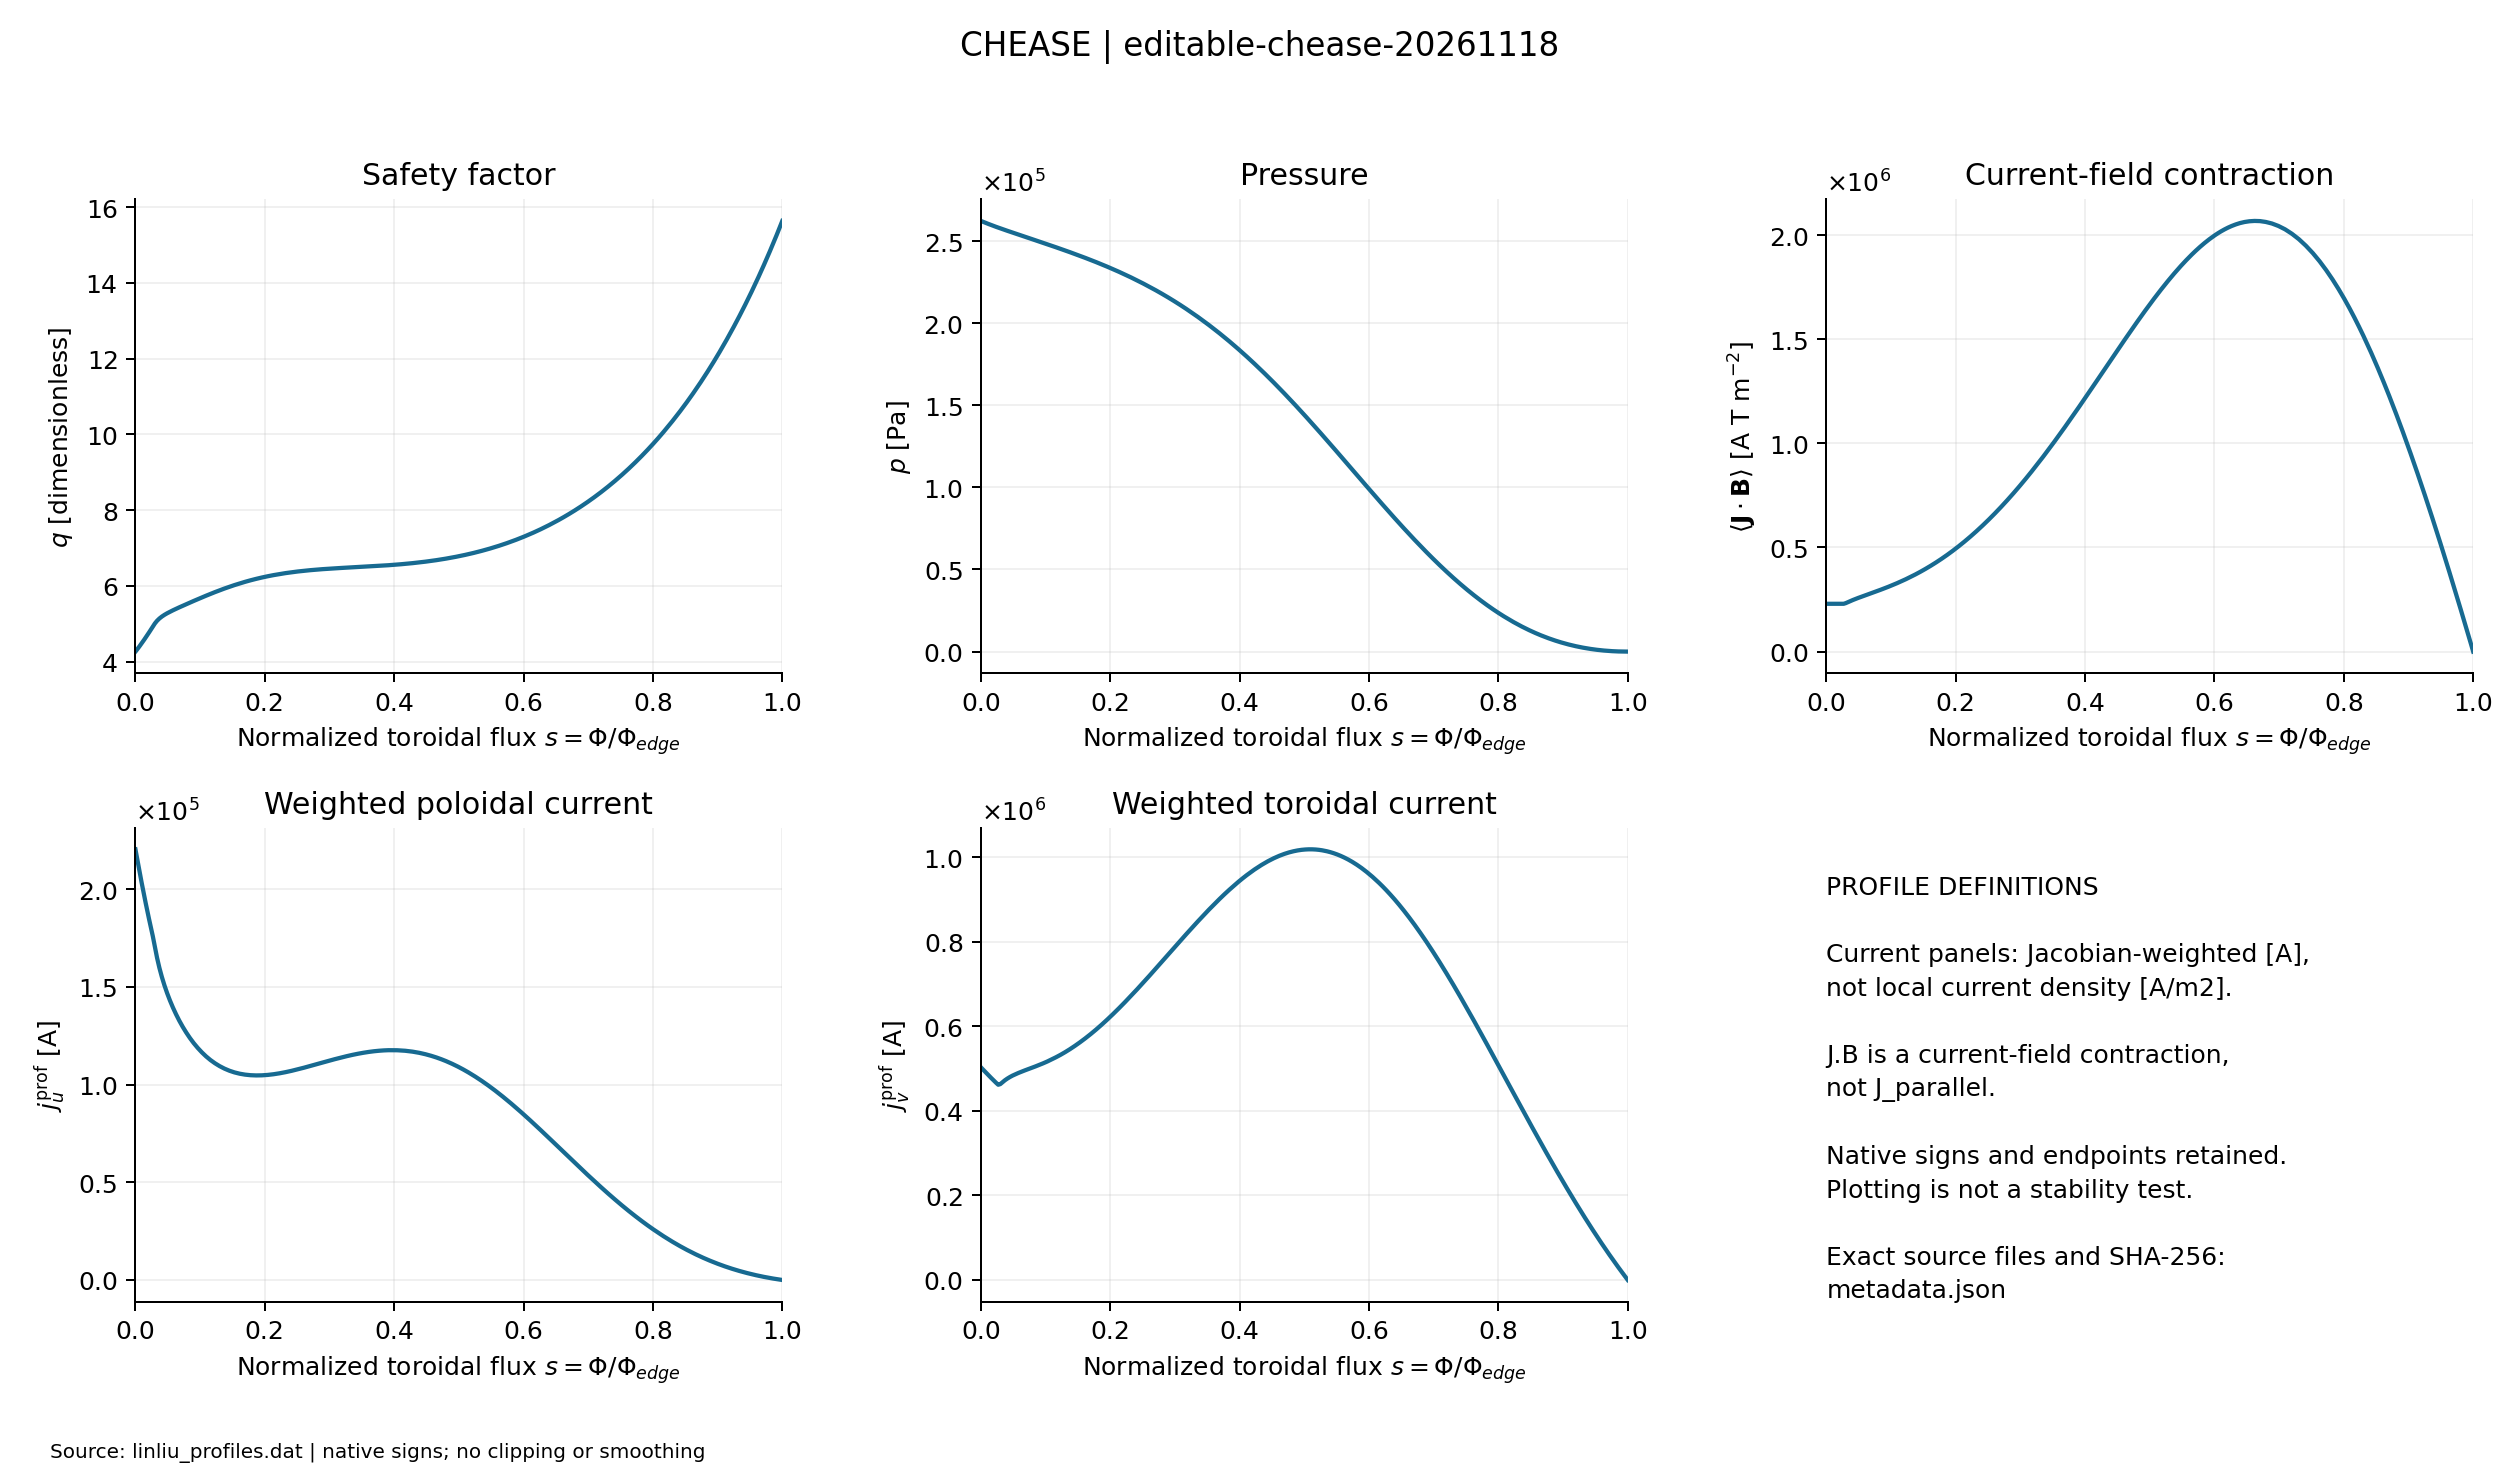 CHEASE | editable-chease-20261118
Safety factor
16
14
12
10
8
6
4
q [dimensionless]
0.0 0.2 0.4 0.6 0.8 1.0
Normalized toroidal flux s = Φ/Φ_edge
Pressure
×10⁵
2.5
2.0
1.5
1.0
0.5
0.0
p [Pa]
0.0 0.2 0.4 0.6 0.8 1.0
Normalized toroidal flux s = Φ/Φ_edge
Current-field contraction
×10⁶
2.0
1.5
1.0
0.5
0.0
⟨J · B⟩ [A T m⁻²]
0.0 0.2 0.4 0.6 0.8 1.0
Normalized toroidal flux s = Φ/Φ_edge
Weighted poloidal current
×10⁵
2.0
1.5
1.0
0.5
0.0
j_u^prof [A]
0.0 0.2 0.4 0.6 0.8 1.0
Normalized toroidal flux s = Φ/Φ_edge
Weighted toroidal current
×10⁶
1.0
0.8
0.6
0.4
0.2
0.0
j_v^prof [A]
0.0 0.2 0.4 0.6 0.8 1.0
Normalized toroidal flux s = Φ/Φ_edge
PROFILE DEFINITIONS
Current panels: Jacobian-weighted [A],
not local current density [A/m2].
J.B is a current-field contraction,
not J_parallel.
Native signs and endpoints retained.
Plotting is not a stability test.
Exact source files and SHA-256:
metadata.json
Source: linliu_profiles.dat | native signs; no clipping or smoothing